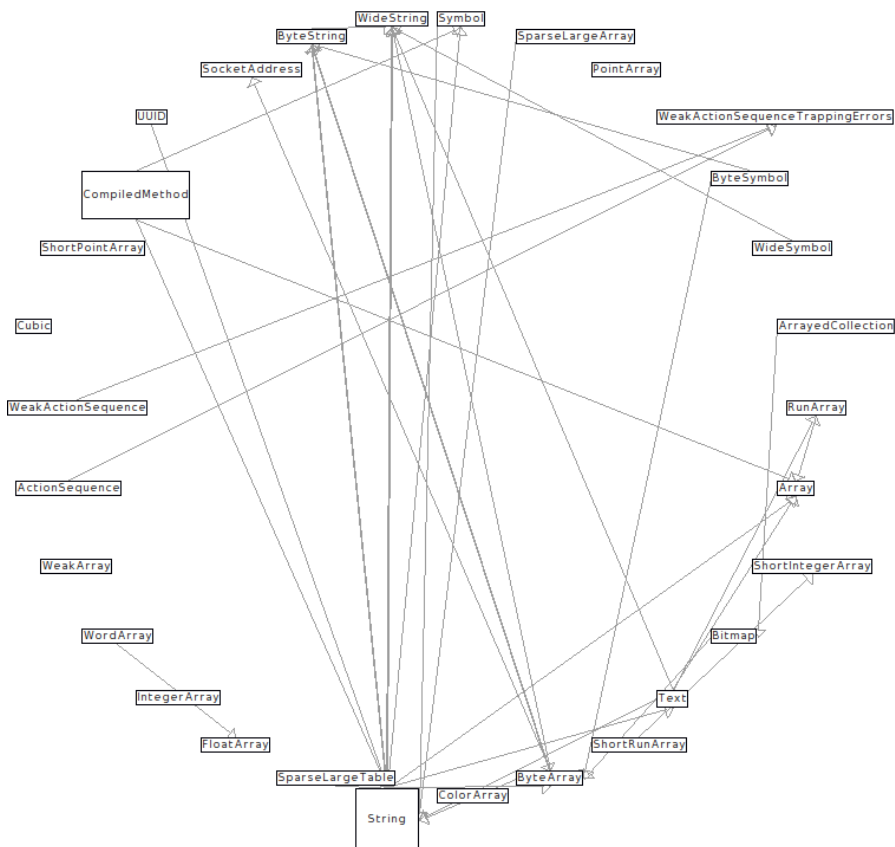 WideString
Symbol
ByteString
SparseLargeArray
SocketAddress
PointArray
UUID
WeakActionSequenceTrappingErrors
CompiledMethod
ByteSymbol
ShortPointArray
WideSymbol
Cubic
ArrayedCollection
WeakActionSequence
RunArray
ActionSequence
Array
WeakArray
ShortIntegerArray
WordArray
Bitmap
IntegerArray
Text
FloatArray
ShortRunArray
SparseLargeTable
ByteArray
ColorArray
String